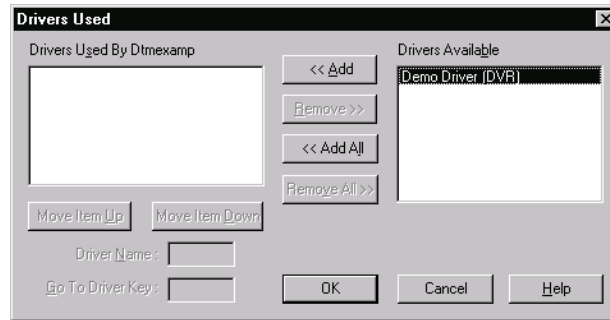 Drivers Used
Drivers Used By Dtmexamp
Drivers Available
<< Add
Demo Driver (DVR)
Remove >>
<< Add All
Remove All >>
Move Item Up
Move Item Down
Driver Name :
Go To Driver Key :
OK
Cancel
Help